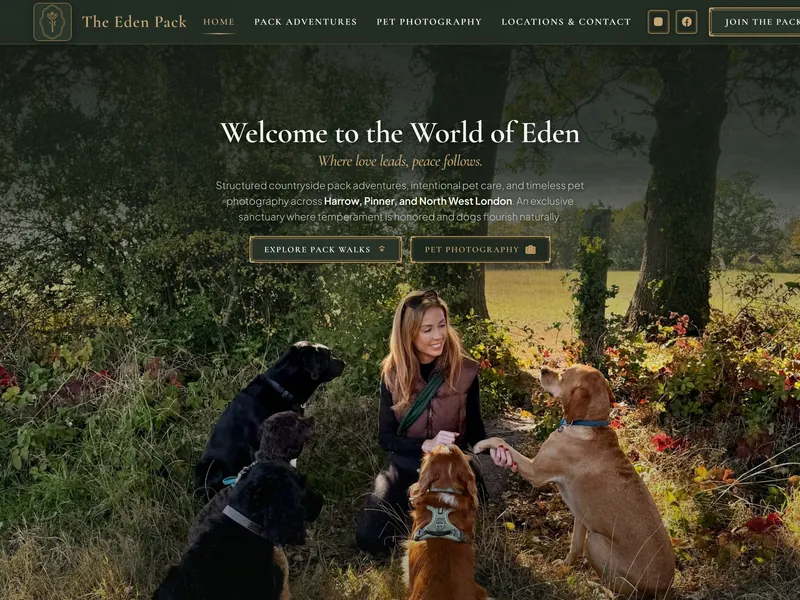 The Eden Pack
HOME
PACK ADVENTURES
PET PHOTOGRAPHY
LOCATIONS & CONTACT
JOIN THE PACK
Welcome to the World of Eden
Where love leads, peace follows.
Structured countryside pack adventures, intentional pet care, and timeless pet
photography across Harrow, Pinner, and North West London. An exclusive
sanctuary where temperament is honored and dogs flourish naturally.
EXPLORE PACK WALKS
PET PHOTOGRAPHY